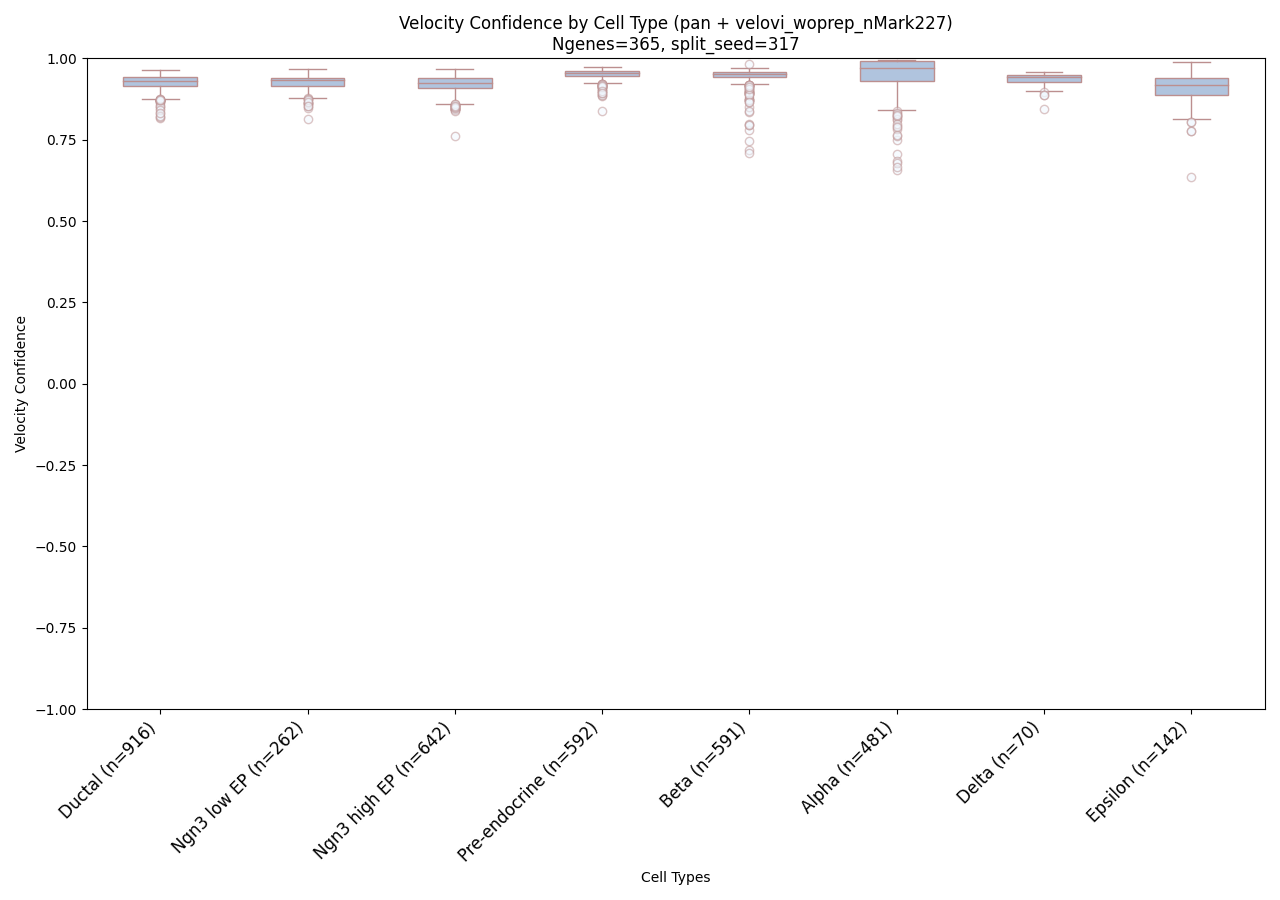 Velocity Confidence by Cell Type (pan + velovi_woprep_nMark227)
Ngenes=365, split_seed=317
1.00
0.75
0.50
0.25
0.00
−0.25
−0.50
−0.75
−1.00
Velocity Confidence
Ductal (n=916)
Ngn3 low EP (n=262)
Ngn3 high EP (n=642)
Pre-endocrine (n=592)
Beta (n=591)
Alpha (n=481)
Delta (n=70)
Epsilon (n=142)
Cell Types